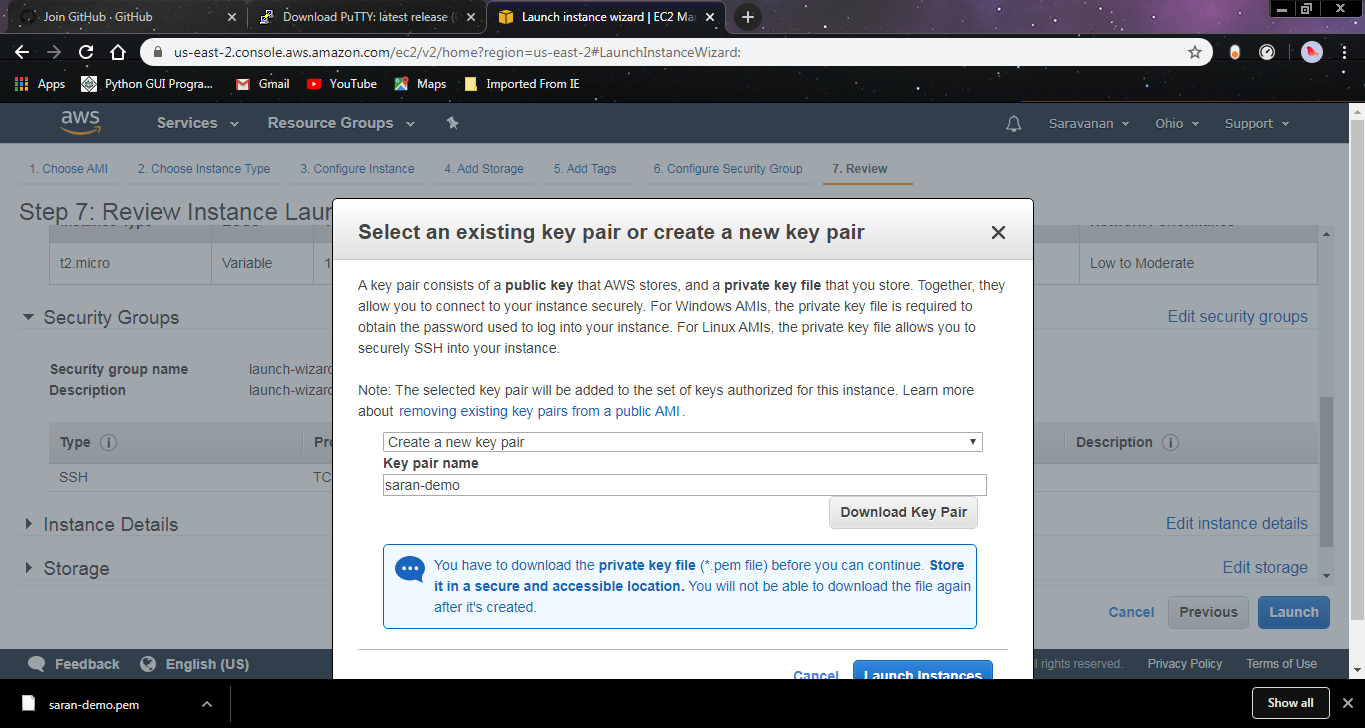 Join GitHub · GitHub
Download PuTTY: latest release (
Launch instance wizard | EC2 Ma
us-east-2.console.aws.amazon.com/ec2/v2/home?region=us-east-2#LaunchInstanceWizard:
Apps
Python GUI Progra...
Gmail
YouTube
Maps
Imported From IE
aws
Services
Resource Groups
Saravanan
Ohio
Support
1. Choose AMI
2. Choose Instance Type
3. Configure Instance
4. Add Storage
5. Add Tags
6. Configure Security Group
7. Review
Step 7: Review Instance Laun
t2.micro
Variable
1
Low to Moderate
Security Groups
Edit security groups
Security group name
launch-wizard
Description
launch-wizard
Type
Pro
Description
SSH
TC
Instance Details
Edit instance details
Storage
Edit storage
Cancel
Previous
Launch
Select an existing key pair or create a new key pair
A key pair consists of a public key that AWS stores, and a private key file that you store. Together, they
allow you to connect to your instance securely. For Windows AMIs, the private key file is required to
obtain the password used to log into your instance. For Linux AMIs, the private key file allows you to
securely SSH into your instance.
Note: The selected key pair will be added to the set of keys authorized for this instance. Learn more
about removing existing key pairs from a public AMI .
Create a new key pair
Key pair name
saran-demo
Download Key Pair
You have to download the private key file (*.pem file) before you can continue. Store
it in a secure and accessible location. You will not be able to download the file again
after it's created.
Cancel
Launch Instances
Feedback
English (US)
l rights reserved.
Privacy Policy
Terms of Use
saran-demo.pem
Show all